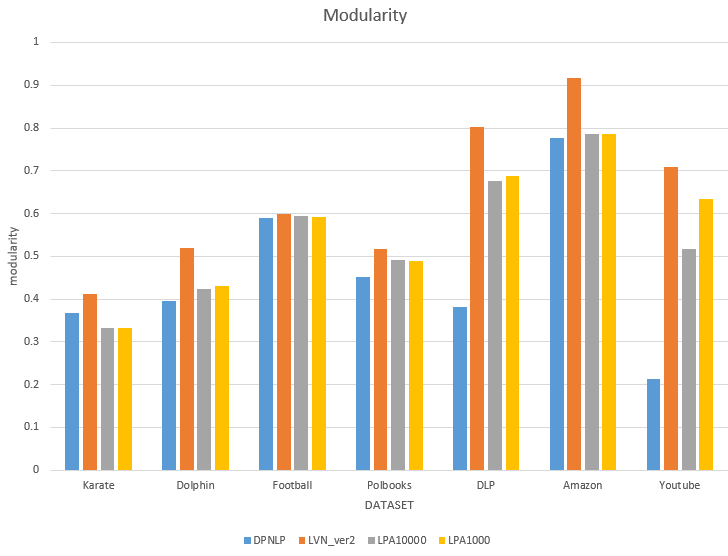 Modularity
1
0.9
0.8
0.7
0.6
0.5
0.4
0.3
0.2
0.1
0
modularity
Karate Dolphin Football Polbooks DLP Amazon Youtube
DATASET
DPNLP LVN_ver2 LPA10000 LPA1000